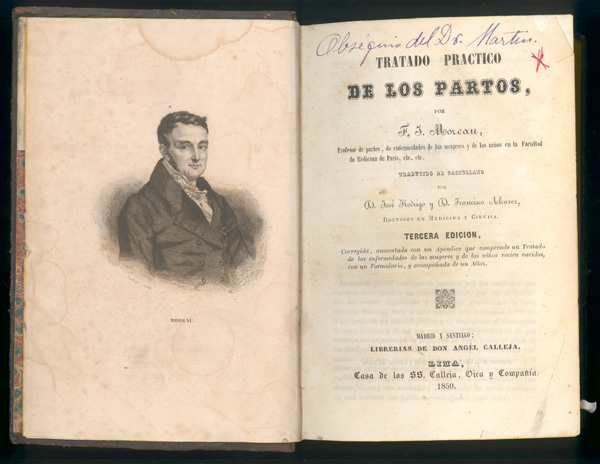 MOREAU.
Obséquio del Dr. Martin.
TRATADO PRACTICO
DE LOS PARTOS,
POR
F. J. Moreau,
Profesor de partos, de enfermedades de las mugeres y de los niños en la Facultad
de Medicina de Paris, etc. etc.
TRADUCIDO AL CASTELLANO
POR
D. José Rodrigo y D. Francisco Alvarez,
DOCTORES EN MEDICINA Y CIRUJIA.
TERCERA EDICION,
Corregida, aumentada con un Apéndice que comprende un Tratado
de las enfermedades de las mugeres y de los niños recien nacidos,
con un Formulario, y acompañada de un Atlas.
MADRID Y SANTIAGO:
LIBRERIAS DE DON ANGEL CALLEJA.
LIMA,
Casa de los SS. Calleja, Ojea y Compañia.
1850.